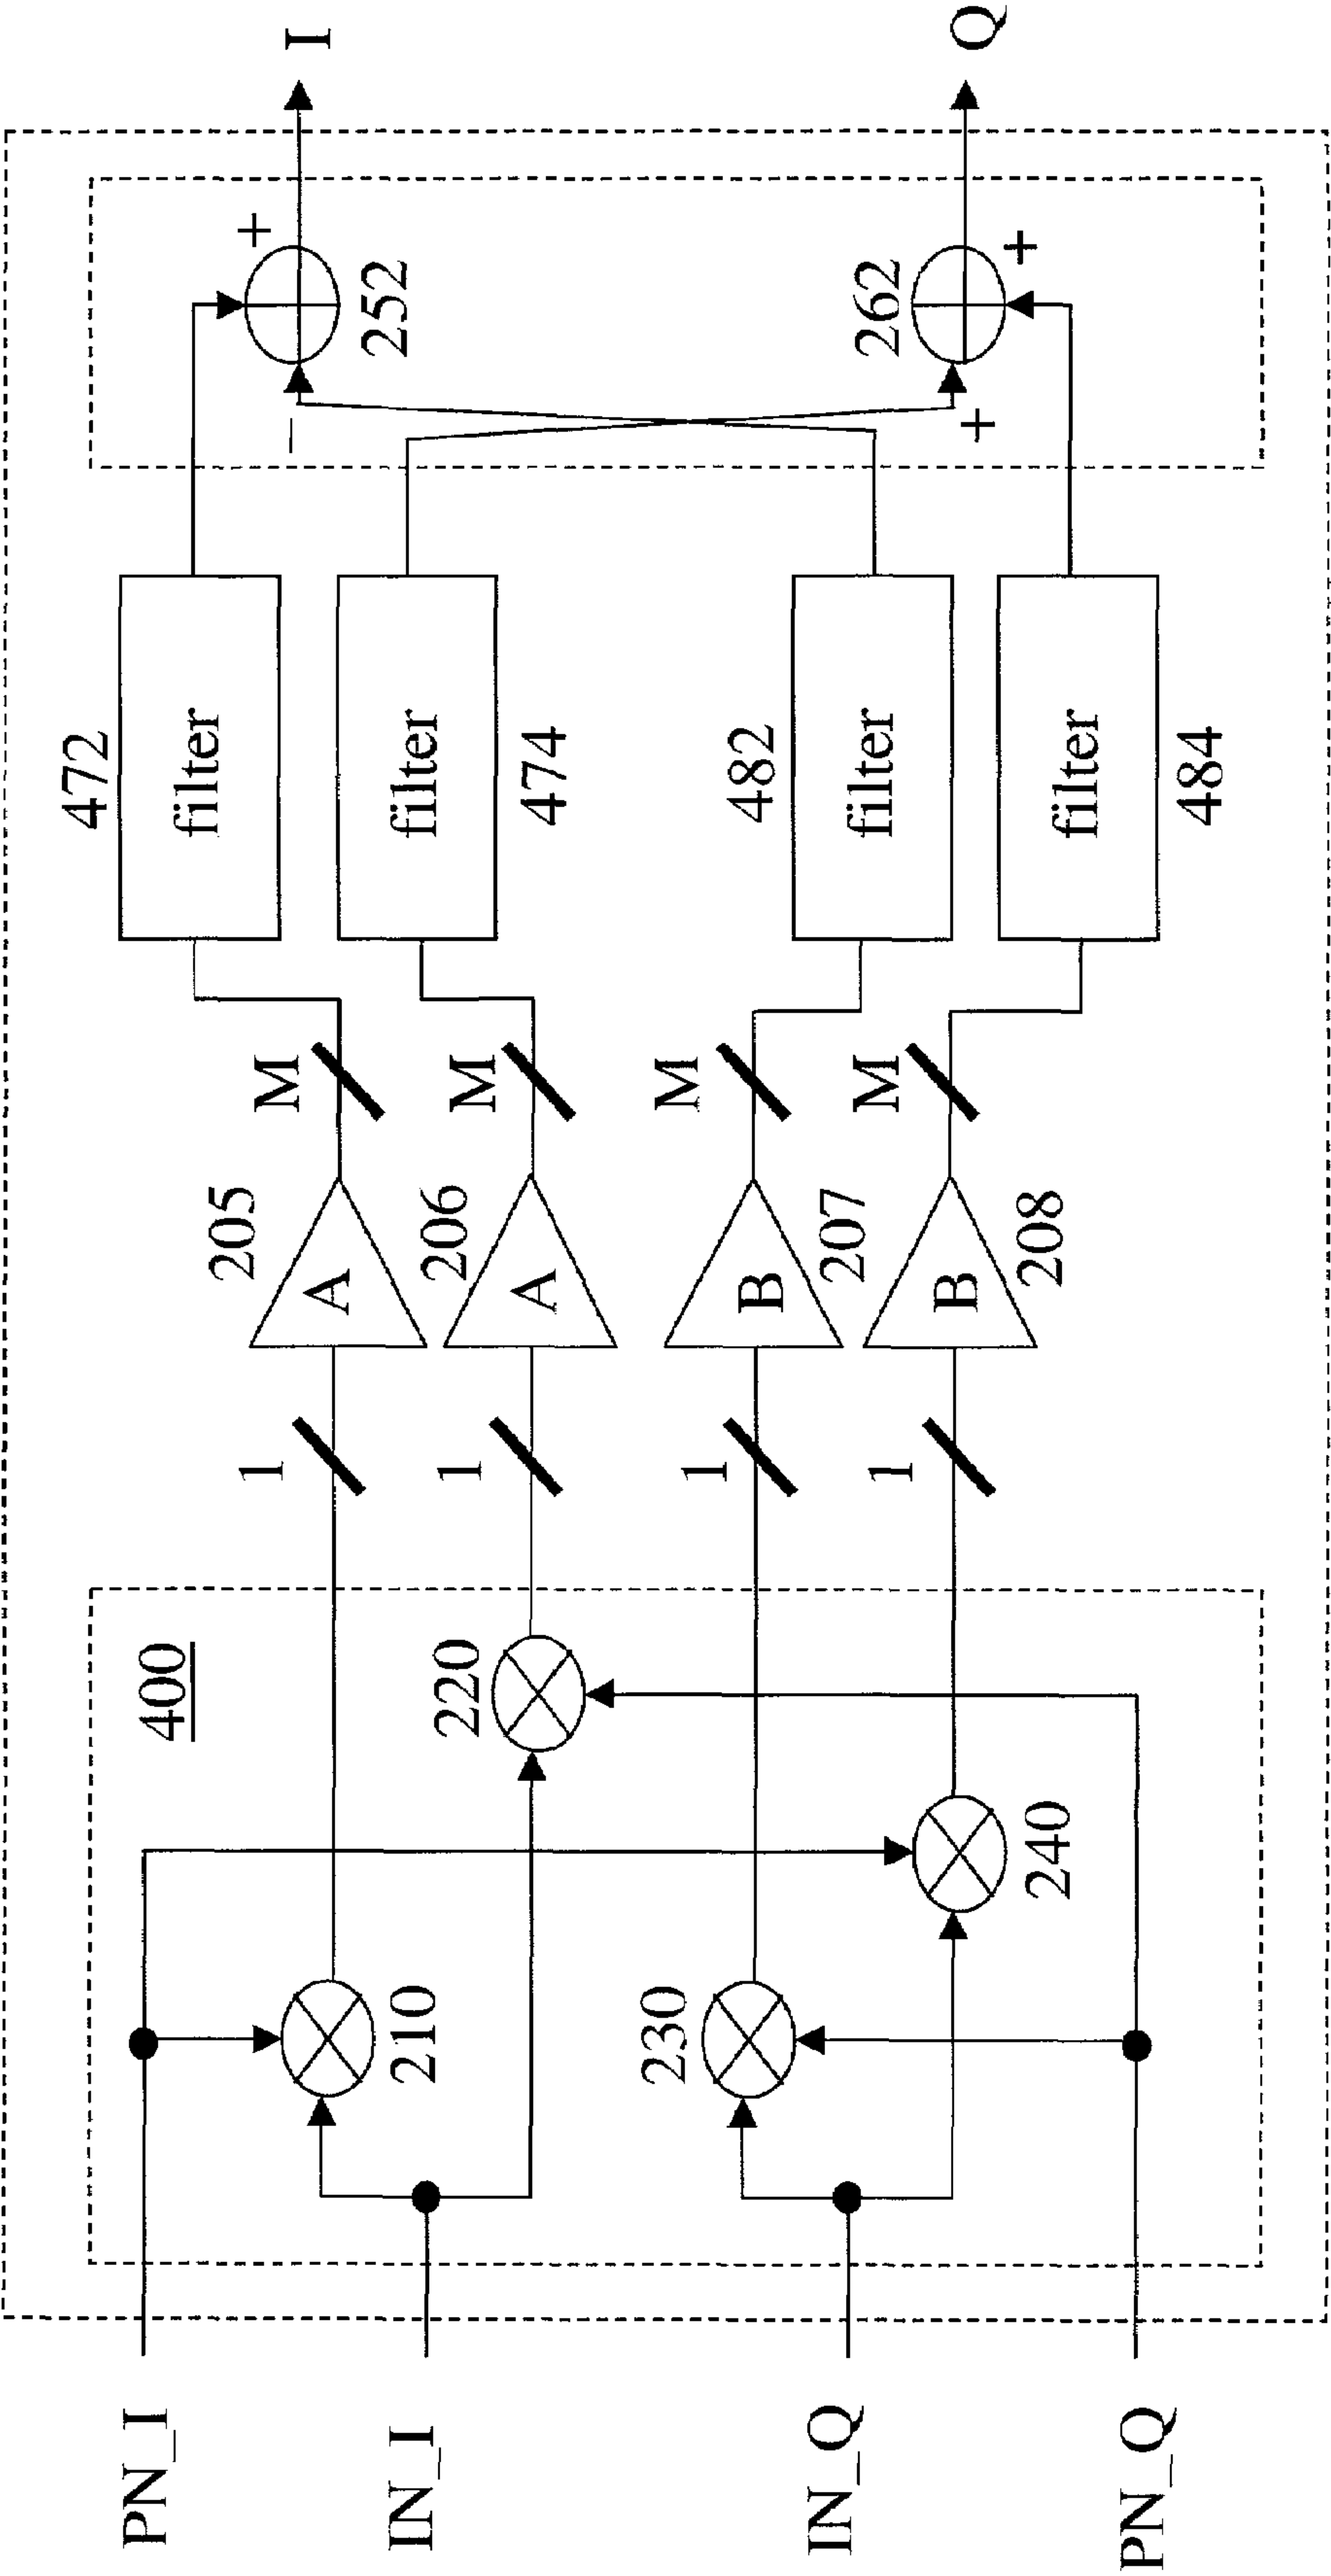 PN_I
IN_I
IN_Q
PN_Q
400
210
220
230
240
1
1
1
1
A
205
A
206
B
207
B
208
M
M
M
M
472
filter
filter
474
482
filter
filter
484
+
−
252
262
+
+
I
Q